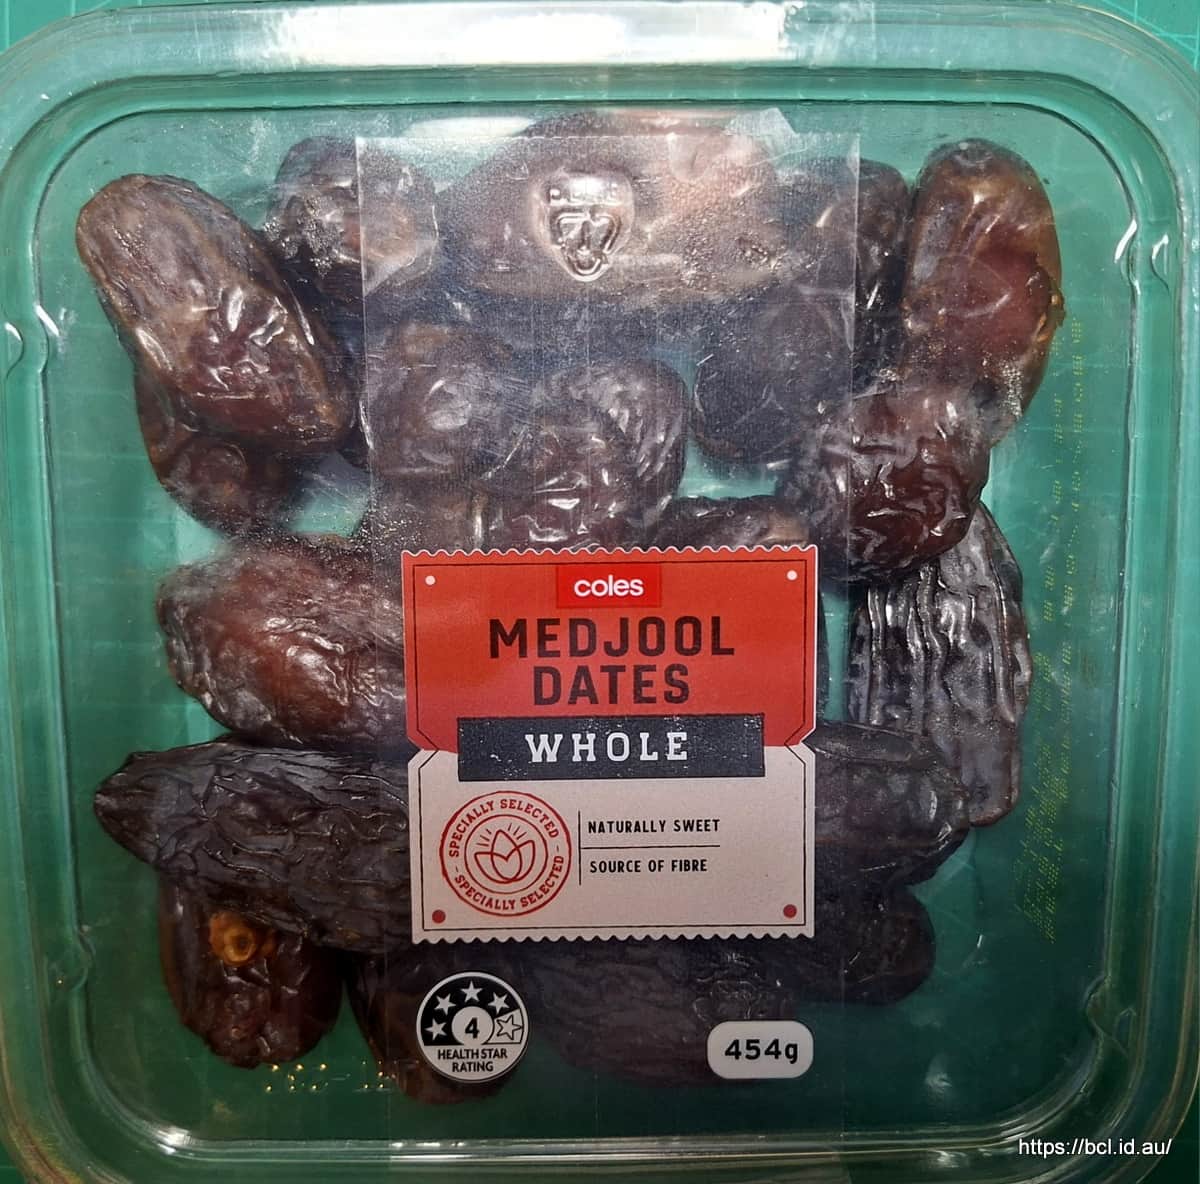 coles
MEDJOOL
DATES
WHOLE
SPECIALLY SELECTED
SPECIALLY SELECTED
NATURALLY SWEET
SOURCE OF FIBRE
4
HEALTH STAR
RATING
454g
https://bcl.id.au/